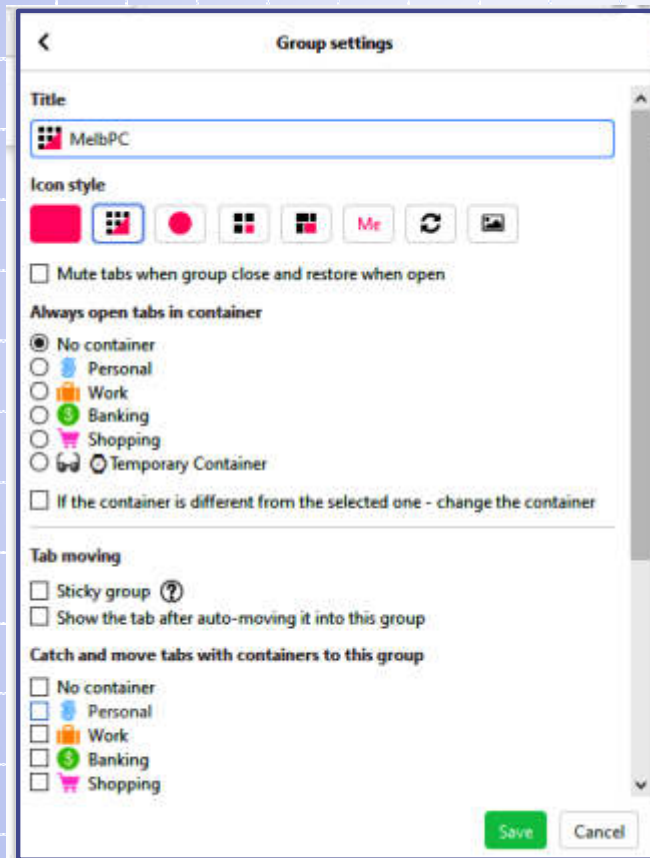 Group settings
Title
MelbPC
Icon style
Me
Mute tabs when group close and restore when open
Always open tabs in container
No container
Personal
Work
Banking
Shopping
Temporary Container
If the container is different from the selected one - change the container
Tab moving
Sticky group ?
Show the tab after auto-moving it into this group
Catch and move tabs with containers to this group
No container
Personal
Work
Banking
Shopping
Save Cancel